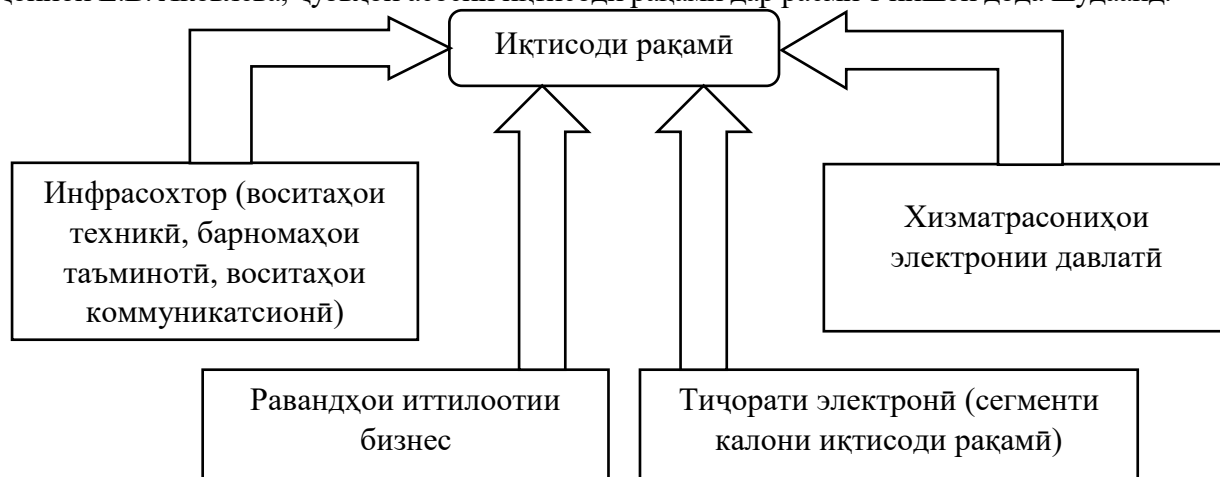 Иқтисоди рақамӣ
Инфрасохтор (воситаҳои
техникӣ, барномаҳои
таъминотӣ, воситаҳои
коммуникатсионӣ)
Хизматрасониҳои
электронии давлатӣ
Равандҳои иттилоотии
бизнес
Тиҷорати электронӣ (сегменти
калони иқтисоди рақамӣ)